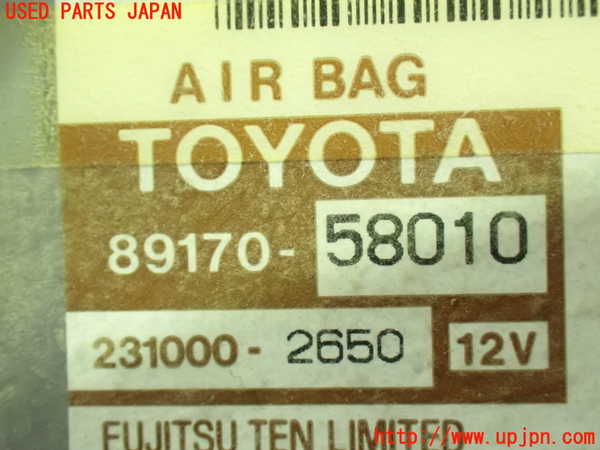 USED PARTS JAPAN
AIR BAG
TOYOTA
89170-58010
231000-2650 12V
FUJITSU TEN LIMITED
http://www.upjpn.com